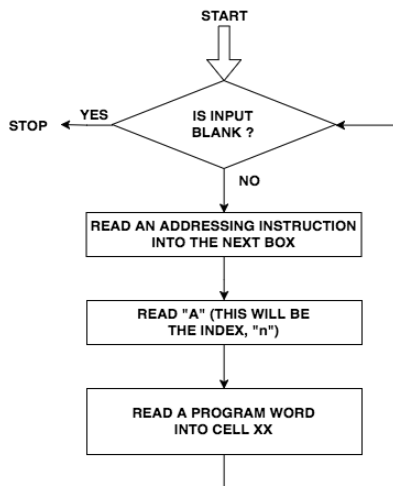 START
IS INPUT
BLANK ?
YES
STOP
NO
READ AN ADDRESSING INSTRUCTION
INTO THE NEXT BOX
READ "A" (THIS WILL BE
THE INDEX, "n")
READ A PROGRAM WORD
INTO CELL XX